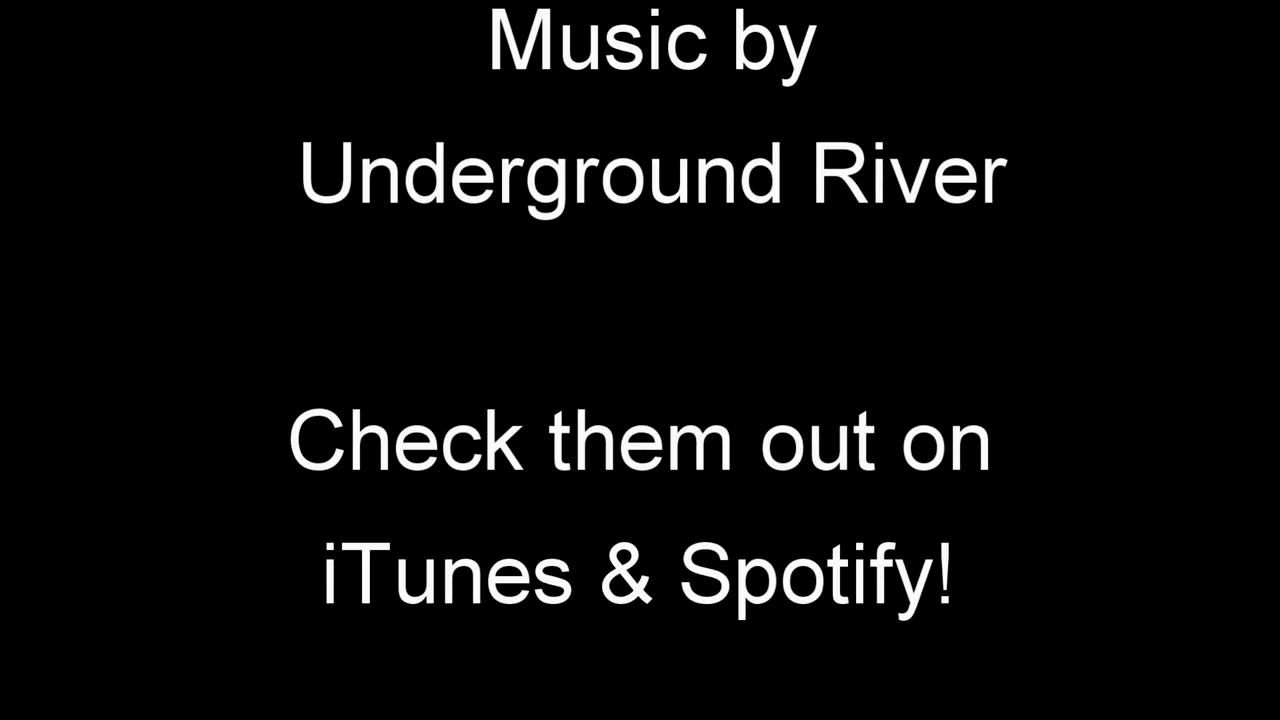 Music by
Underground River
Check them out on
iTunes & Spotify!